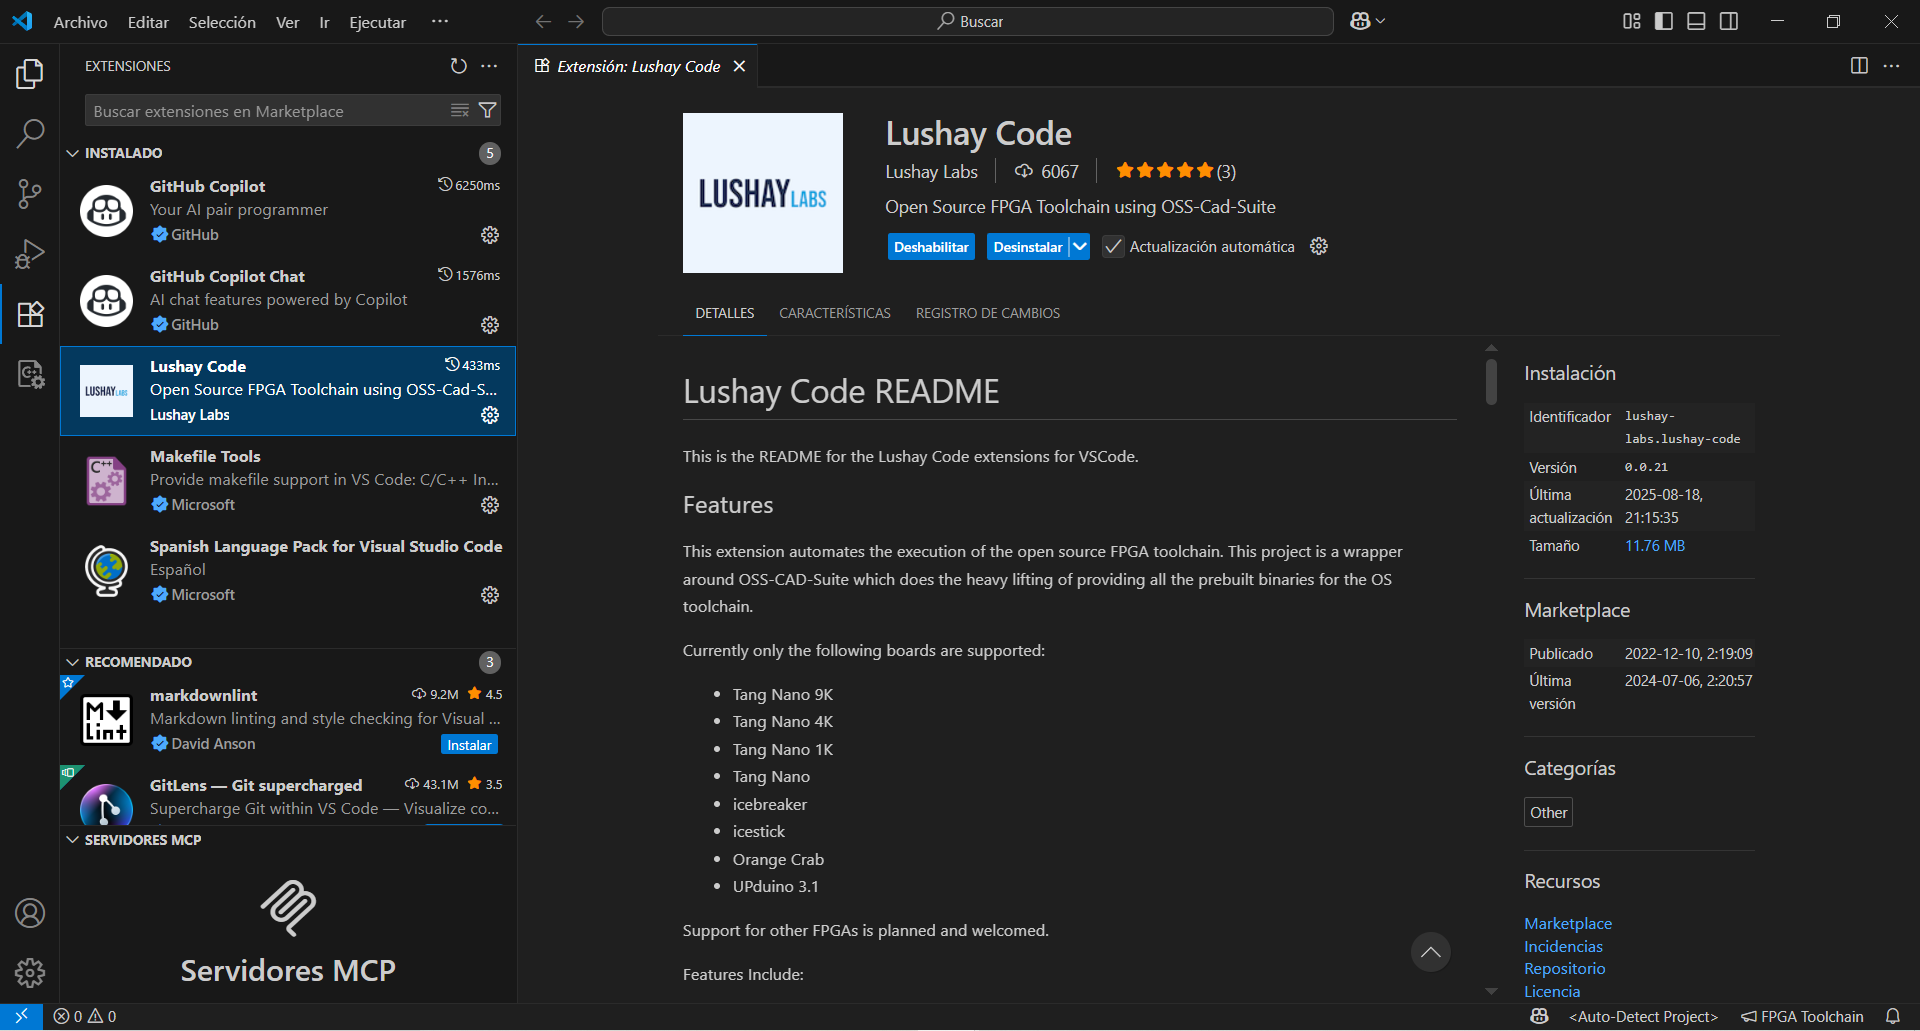 Archivo Editar Selección Ver Ir Ejecutar ···
Buscar
EXTENSIONES
Buscar extensiones en Marketplace
INSTALADO 5
GitHub Copilot 6250ms
Your AI pair programmer
GitHub
GitHub Copilot Chat 1576ms
AI chat features powered by Copilot
GitHub
LUSHAY LABS
Lushay Code 433ms
Open Source FPGA Toolchain using OSS-Cad-S...
Lushay Labs
C++
Makefile Tools
Provide makefile support in VS Code: C/C++ In...
Microsoft
Spanish Language Pack for Visual Studio Code
Español
Microsoft
RECOMENDADO 3
M Lint
markdownlint 9.2M 4.5
Markdown linting and style checking for Visual ...
David Anson Instalar
GitLens — Git supercharged 43.1M 3.5
Supercharge Git within VS Code — Visualize co...
SERVIDORES MCP
Servidores MCP
Extensión: Lushay Code
LUSHAY LABS
Lushay Code
Lushay Labs 6067 (3)
Open Source FPGA Toolchain using OSS-Cad-Suite
Deshabilitar Desinstalar Actualización automática
DETALLES CARACTERÍSTICAS REGISTRO DE CAMBIOS
Lushay Code README
This is the README for the Lushay Code extensions for VSCode.
Features
This extension automates the execution of the open source FPGA toolchain. This project is a wrapper
around OSS-CAD-Suite which does the heavy lifting of providing all the prebuilt binaries for the OS
toolchain.
Currently only the following boards are supported:
• Tang Nano 9K
• Tang Nano 4K
• Tang Nano 1K
• Tang Nano
• icebreaker
• icestick
• Orange Crab
• UPduino 3.1
Support for other FPGAs is planned and welcomed.
Features Include:
Instalación
Identificador lushay-
labs.lushay-code
Versión 0.0.21
Última 2025-08-18,
actualización 21:15:35
Tamaño 11.76 MB
Marketplace
Publicado 2022-12-10, 2:19:09
Última 2024-07-06, 2:20:57
versión
Categorías
Other
Recursos
Marketplace
Incidencias
Repositorio
Licencia
0 0
<Auto-Detect Project> FPGA Toolchain